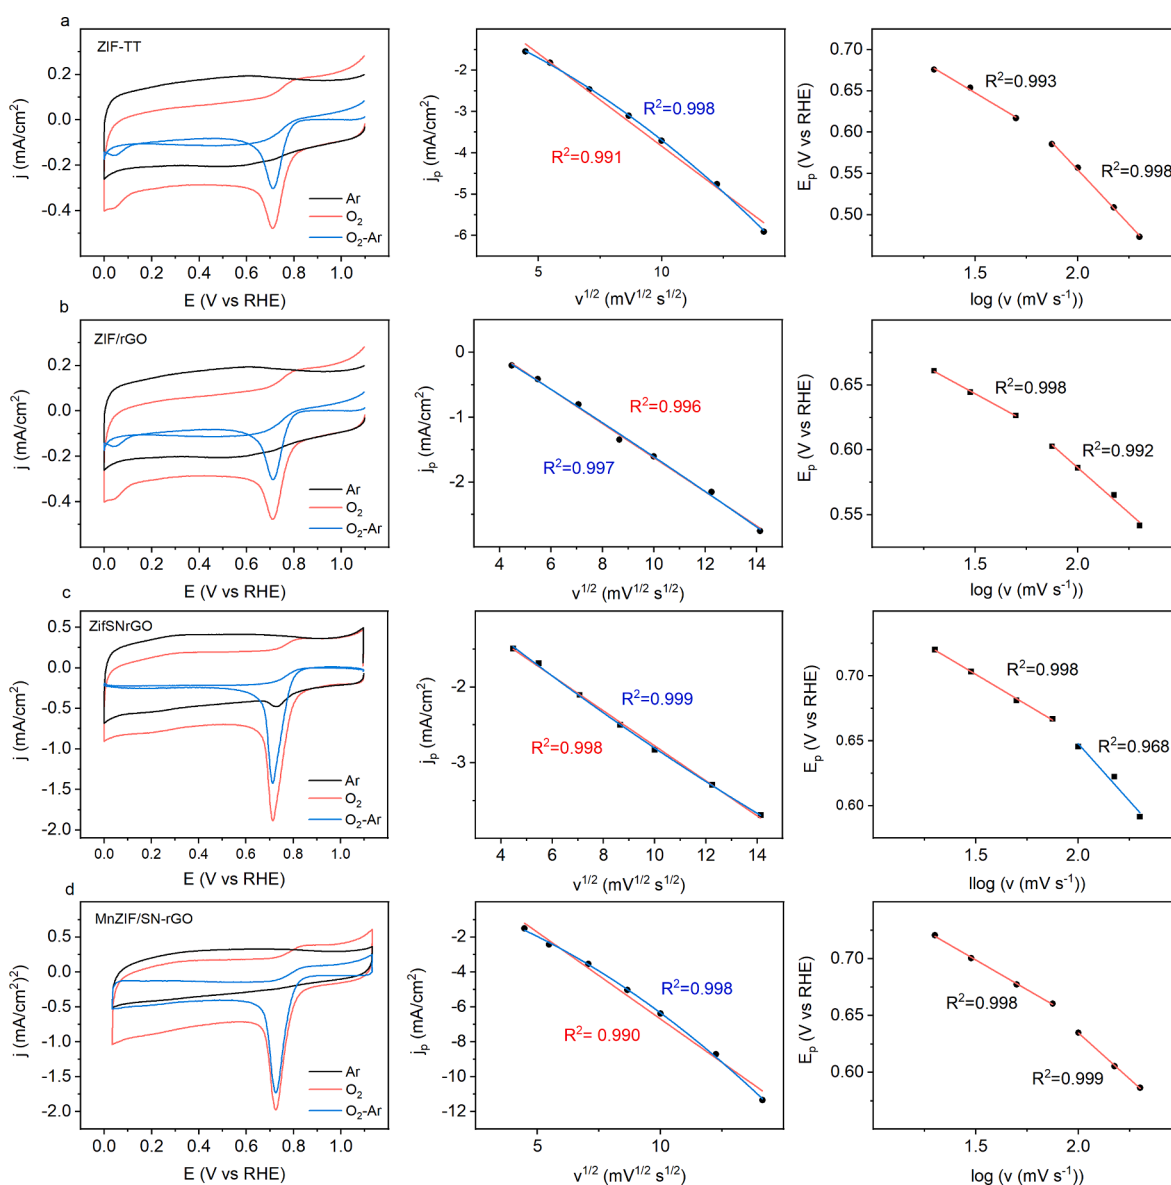 a
ZIF-TT
0.2
0.0
-0.2
-0.4
j (mA/cm²)
Ar
O₂
O₂-Ar
0.0 0.2 0.4 0.6 0.8 1.0
E (V vs RHE)
-2
-3
-4
-5
-6
jₚ (mA/cm²)
R²=0.998
R²=0.991
5 10
v^1/2 (mV^1/2 s^1/2)
0.70
0.65
0.60
0.55
0.50
Eₚ (V vs RHE)
R²=0.993
R²=0.998
1.5 2.0
log (v (mV s⁻¹))
b
ZIF/rGO
0.2
0.0
-0.2
-0.4
j (mA/cm²)
Ar
O₂
O₂-Ar
0.0 0.2 0.4 0.6 0.8 1.0
E (V vs RHE)
0
-1
-2
jₚ (mA/cm²)
R²=0.996
R²=0.997
4 6 8 10 12 14
v^1/2 (mV^1/2 s^1/2)
0.65
0.60
0.55
Eₚ (V vs RHE)
R²=0.998
R²=0.992
1.5 2.0
log (v (mV s⁻¹))
c
ZifSNrGO
0.5
0.0
-0.5
-1.0
-1.5
-2.0
j (mA/cm²)
Ar
O₂
O₂-Ar
0.0 0.2 0.4 0.6 0.8 1.0
E (V vs RHE)
-2
-3
jₚ (mA/cm²)
R²=0.999
R²=0.998
4 6 8 10 12 14
v^1/2 (mV^1/2 s^1/2)
0.70
0.65
0.60
Eₚ (V vs RHE)
R²=0.998
R²=0.968
1.5 2.0
llog (v (mV s⁻¹))
d
MnZIF/SN-rGO
0.5
0.0
-0.5
-1.0
-1.5
-2.0
j (mA/cm²)²)
Ar
O₂
O₂-Ar
0.0 0.2 0.4 0.6 0.8 1.0
E (V vs RHE)
-2
-4
-6
-8
-10
-12
jₚ (mA/cm²)
R²=0.998
R²= 0.990
5 10
v^1/2 (mV^1/2 s^1/2)
0.70
0.65
0.60
Eₚ (V vs RHE)
R²=0.998
R²=0.999
1.5 2.0
log (v (mV s⁻¹))